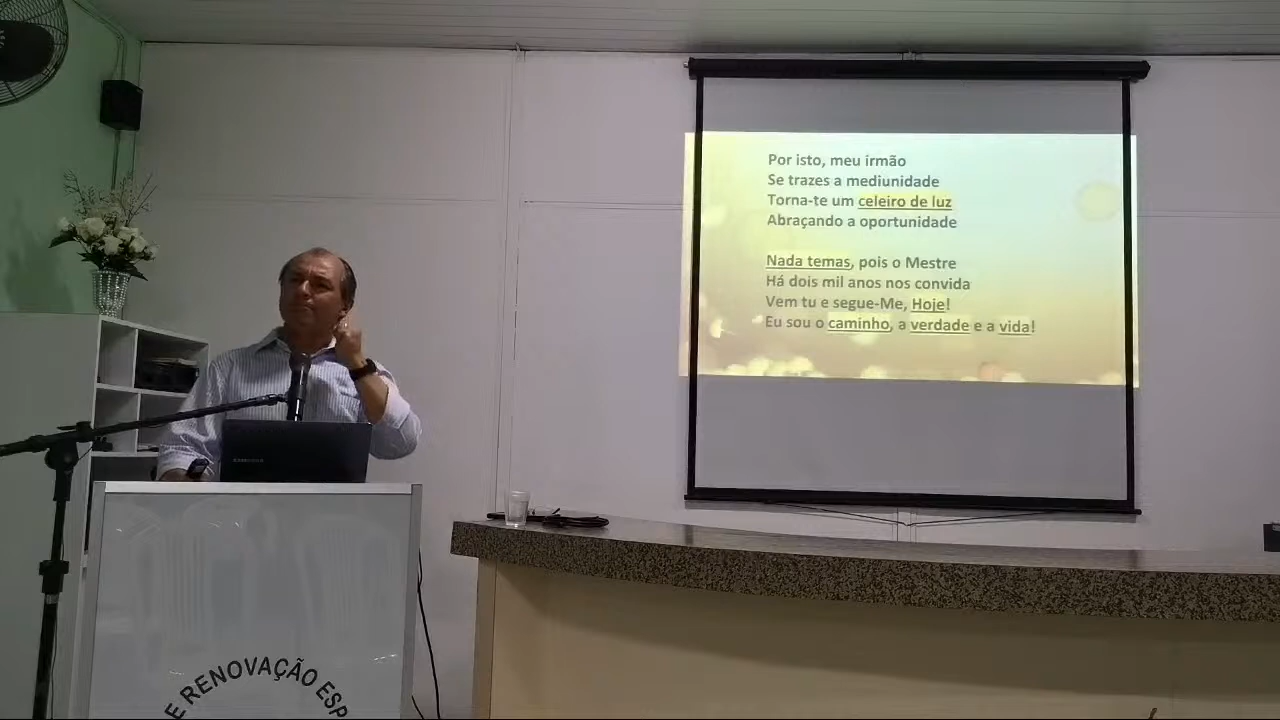 Por isto, meu irmão
Se trazes a mediunidade
Torna-te um celeiro de luz
Abraçando a oportunidade
Nada temas, pois o Mestre
Há dois mil anos nos convida
Vem tu e segue-Me, Hoje!
Eu sou o caminho, a verdade e a vida!
E RENOVAÇÃO ESP